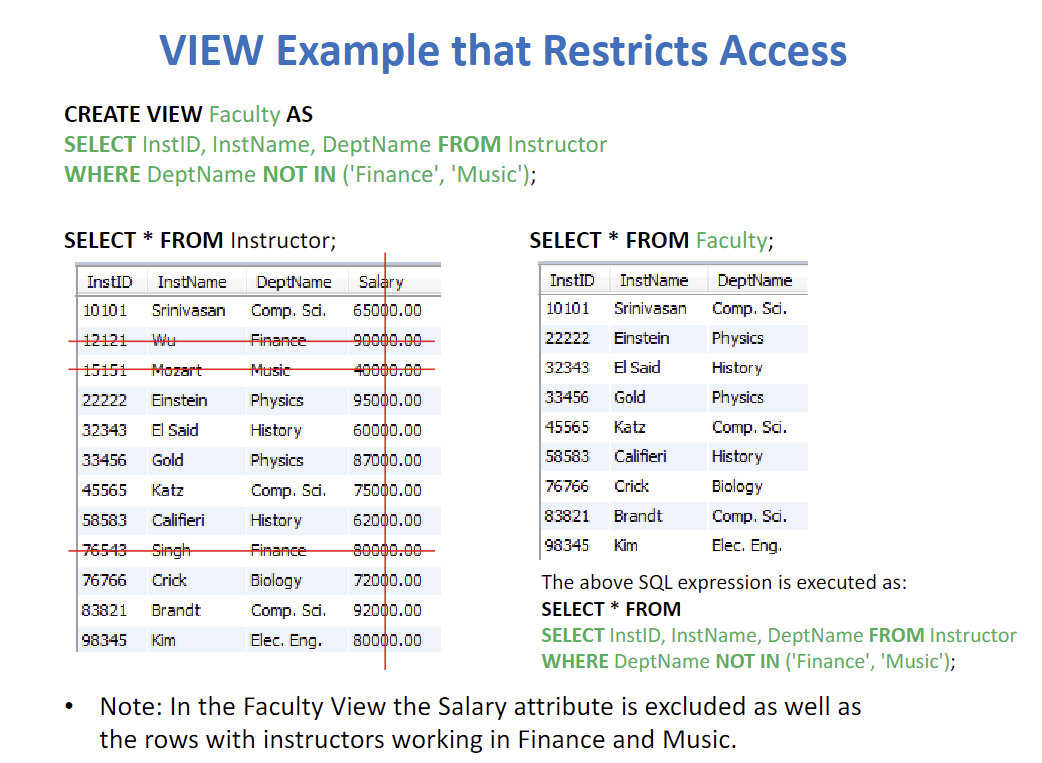 VIEW Example that Restricts Access
CREATE VIEW Faculty AS
SELECT InstID, InstName, DeptName FROM Instructor
WHERE DeptName NOT IN ('Finance', 'Music');
SELECT * FROM Instructor;
InstID InstName DeptName Salary
10101 Srinivasan Comp. Sci. 65000.00
12121 Wu Finance 90000.00
15151 Mozart Music 40000.00
22222 Einstein Physics 95000.00
32343 El Said History 60000.00
33456 Gold Physics 87000.00
45565 Katz Comp. Sci. 75000.00
58583 Califieri History 62000.00
76543 Singh Finance 80000.00
76766 Crick Biology 72000.00
83821 Brandt Comp. Sci. 92000.00
98345 Kim Elec. Eng. 80000.00
SELECT * FROM Faculty;
InstID InstName DeptName
10101 Srinivasan Comp. Sci.
22222 Einstein Physics
32343 El Said History
33456 Gold Physics
45565 Katz Comp. Sci.
58583 Califieri History
76766 Crick Biology
83821 Brandt Comp. Sci.
98345 Kim Elec. Eng.
The above SQL expression is executed as:
SELECT * FROM
SELECT InstID, InstName, DeptName FROM Instructor
WHERE DeptName NOT IN ('Finance', 'Music');
• Note: In the Faculty View the Salary attribute is excluded as well as
the rows with instructors working in Finance and Music.